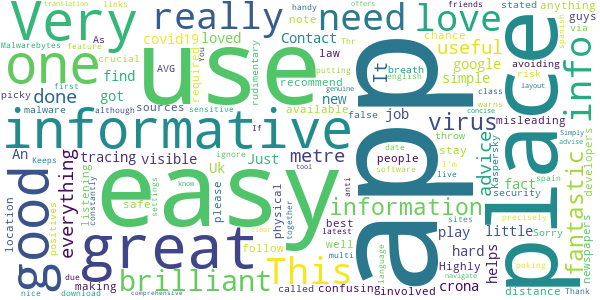 Very
really
need
love
links
translation
handy
offers
friends
stated
anything
Malwarebytes
feature
note
Contact
chance
guys
via
As
covid19
loved
You
Thr
useful
google
avoiding
law
crucial
AVG
required
rudimentary
putting
english
risk
one
use
app
place
info
find
recommend
simple
first
spanish
picky
done
got
available
new
breath
class
malware
although
sources
sensitive
If
false
job
warns
layout
misleading
genuine
concise
informative
virus
An
Keeps
ignore
tool
It
date
people
software
throw
stay
I'm
live
advice
kaspersky
Simply
advise
tracing
visible
Just
metre
Uk
anti
fact
security
fantastic
developers
newspapers
good
everything
listening
constantly
positives
safe
know
settings
easy
please
physical
together
information
sites
spain
precisely
location
follow
best
latest
well
multi
play
language
hard
little
Sorry
great
This
clear
Highly
helps
poking
navigate
due
making
called
confusing
involved
crona
distance
Thank
nice
download
comprehensive
brilliant